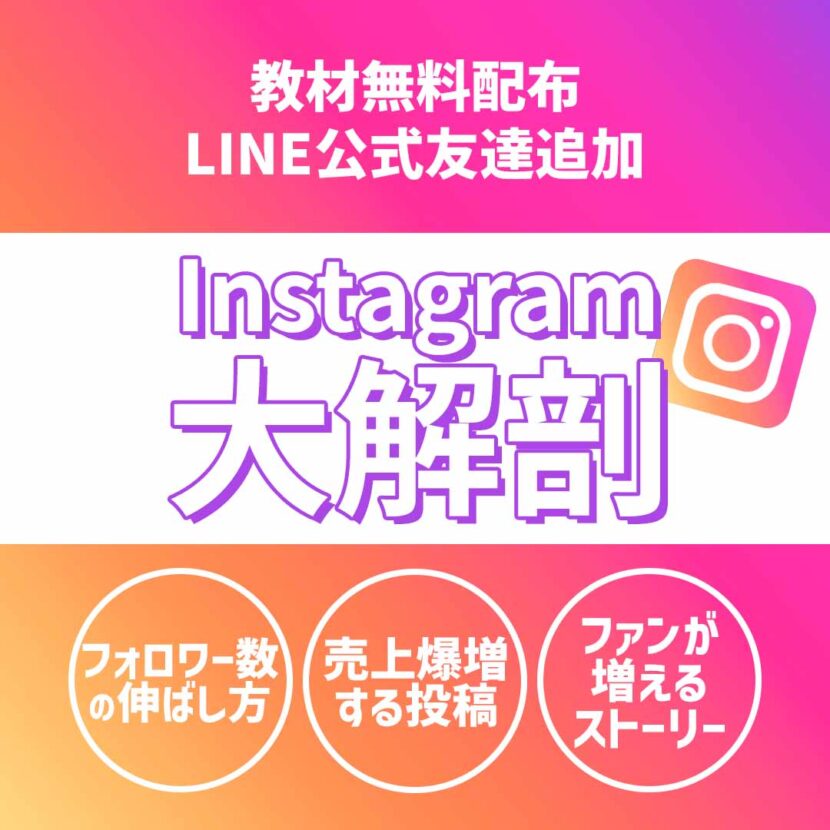 教材無料配布
LINE公式友達追加
Instagram
大解剖
フォロワー数
の伸ばし方
売上爆増
する投稿
ファンが
増える
ストーリー